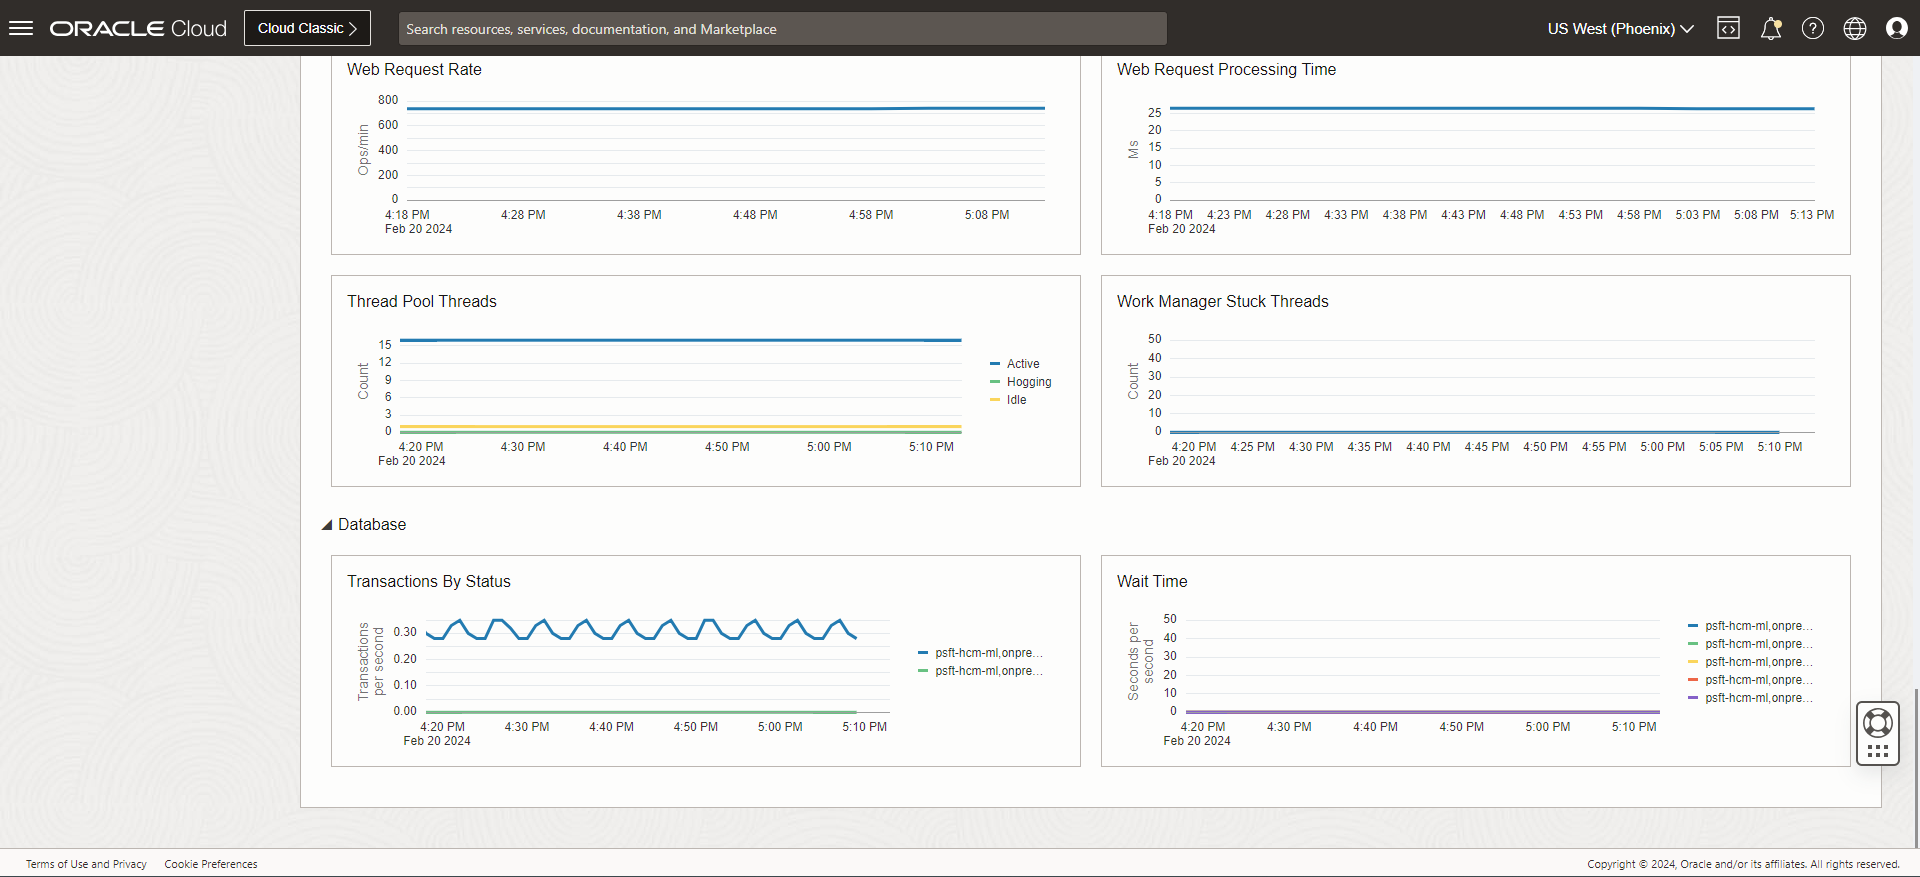 ORACLE Cloud
Cloud Classic
Search resources, services, documentation, and Marketplace
US West (Phoenix)
Web Request Rate
Ops/min
800
600
400
200
0
4:18 PM 4:28 PM 4:38 PM 4:48 PM 4:58 PM 5:08 PM
Feb 20 2024
Web Request Processing Time
Ms
25
20
15
10
5
0
4:18 PM 4:23 PM 4:28 PM 4:33 PM 4:38 PM 4:43 PM 4:48 PM 4:53 PM 4:58 PM 5:03 PM 5:08 PM 5:13 PM
Feb 20 2024
Thread Pool Threads
Count
15
12
9
6
3
0
4:20 PM 4:30 PM 4:40 PM 4:50 PM 5:00 PM 5:10 PM
Feb 20 2024
Active
Hogging
Idle
Work Manager Stuck Threads
Count
50
40
30
20
10
0
4:20 PM 4:25 PM 4:30 PM 4:35 PM 4:40 PM 4:45 PM 4:50 PM 4:55 PM 5:00 PM 5:05 PM 5:10 PM
Feb 20 2024
Database
Transactions By Status
Transactions
per second
0.30
0.20
0.10
0.00
4:20 PM 4:30 PM 4:40 PM 4:50 PM 5:00 PM 5:10 PM
Feb 20 2024
psft-hcm-ml,onpre...
psft-hcm-ml,onpre...
Wait Time
Seconds per
second
50
40
30
20
10
0
4:20 PM 4:30 PM 4:40 PM 4:50 PM 5:00 PM 5:10 PM
Feb 20 2024
psft-hcm-ml,onpre...
psft-hcm-ml,onpre...
psft-hcm-ml,onpre...
psft-hcm-ml,onpre...
psft-hcm-ml,onpre...
Terms of Use and Privacy Cookie Preferences
Copyright © 2024, Oracle and/or its affiliates. All rights reserved.